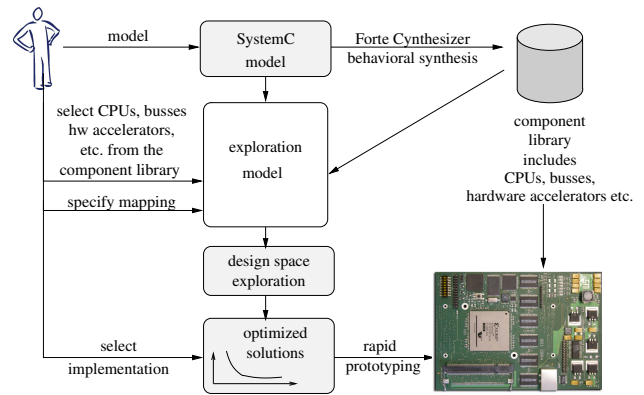 model
SystemC
model
Forte Cynthesizer
behavioral synthesis
select CPUs, busses
hw accelerators,
etc. from the
component library
specify mapping
exploration
model
component
library
includes
CPUs, busses,
hardware accelerators etc.
design space
exploration
select
implementation
optimized
solutions
rapid
prototyping